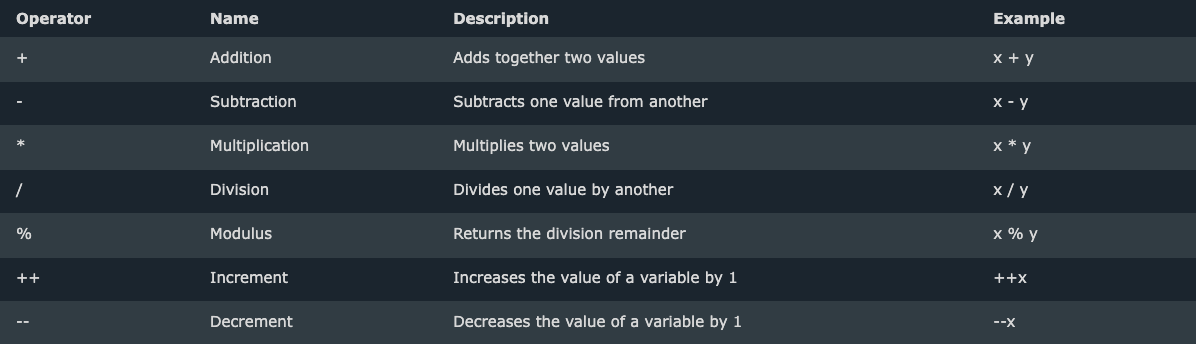 Operator Name Description Example
+ Addition Adds together two values x + y
- Subtraction Subtracts one value from another x - y
* Multiplication Multiplies two values x * y
/ Division Divides one value by another x / y
% Modulus Returns the division remainder x % y
++ Increment Increases the value of a variable by 1 ++x
-- Decrement Decreases the value of a variable by 1 --x